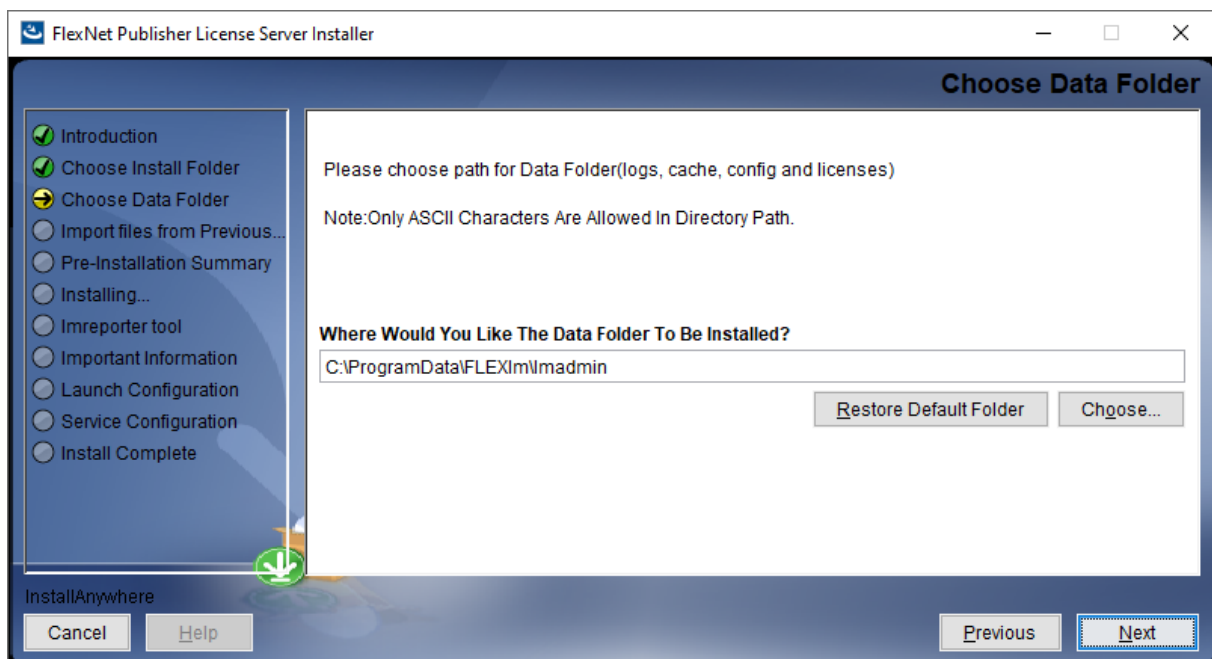 FlexNet Publisher License Server Installer
Choose Data Folder
Introduction
Choose Install Folder
Choose Data Folder
Import files from Previous...
Pre-Installation Summary
Installing...
lmreporter tool
Important Information
Launch Configuration
Service Configuration
Install Complete
Please choose path for Data Folder(logs, cache, config and licenses)
Note:Only ASCII Characters Are Allowed In Directory Path.
Where Would You Like The Data Folder To Be Installed?
C:\ProgramData\FLEXlm\lmadmin
Restore Default Folder
Choose...
InstallAnywhere
Cancel
Help
Previous
Next